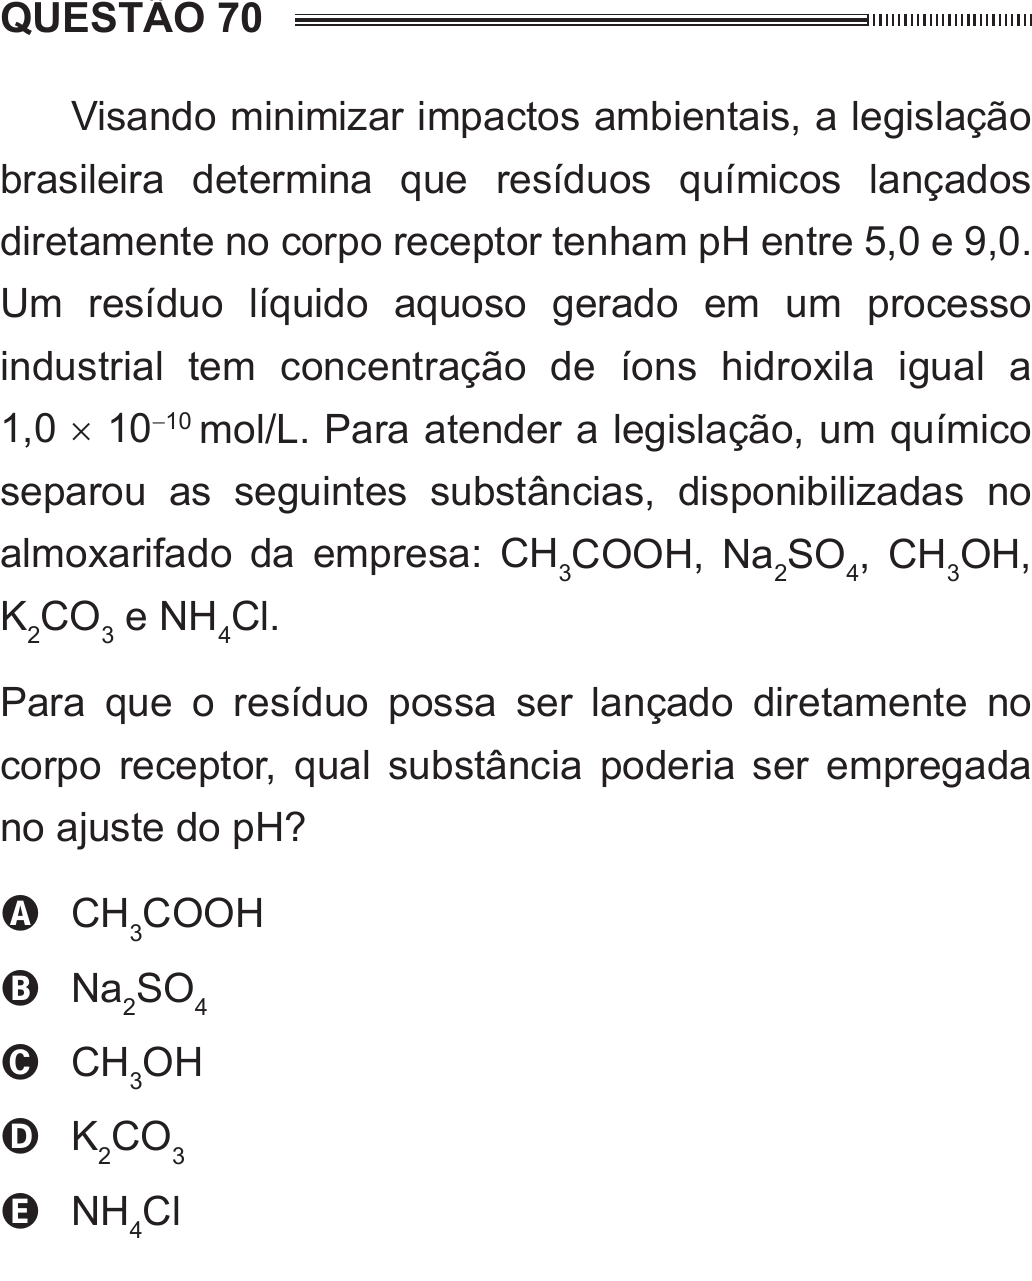 QUESTÃO 70
Visando minimizar impactos ambientais, a legislação
brasileira determina que resíduos químicos lançados
diretamente no corpo receptor tenham pH entre 5,0 e 9,0.
Um resíduo líquido aquoso gerado em um processo
industrial tem concentração de íons hidroxila igual a
1,0 × 10⁻¹⁰ mol/L. Para atender a legislação, um químico
separou as seguintes substâncias, disponibilizadas no
almoxarifado da empresa: CH₃COOH, Na₂SO₄, CH₃OH,
K₂CO₃ e NH₄Cl.
Para que o resíduo possa ser lançado diretamente no
corpo receptor, qual substância poderia ser empregada
no ajuste do pH?
A CH₃COOH
B Na₂SO₄
C CH₃OH
D K₂CO₃
E NH₄Cl